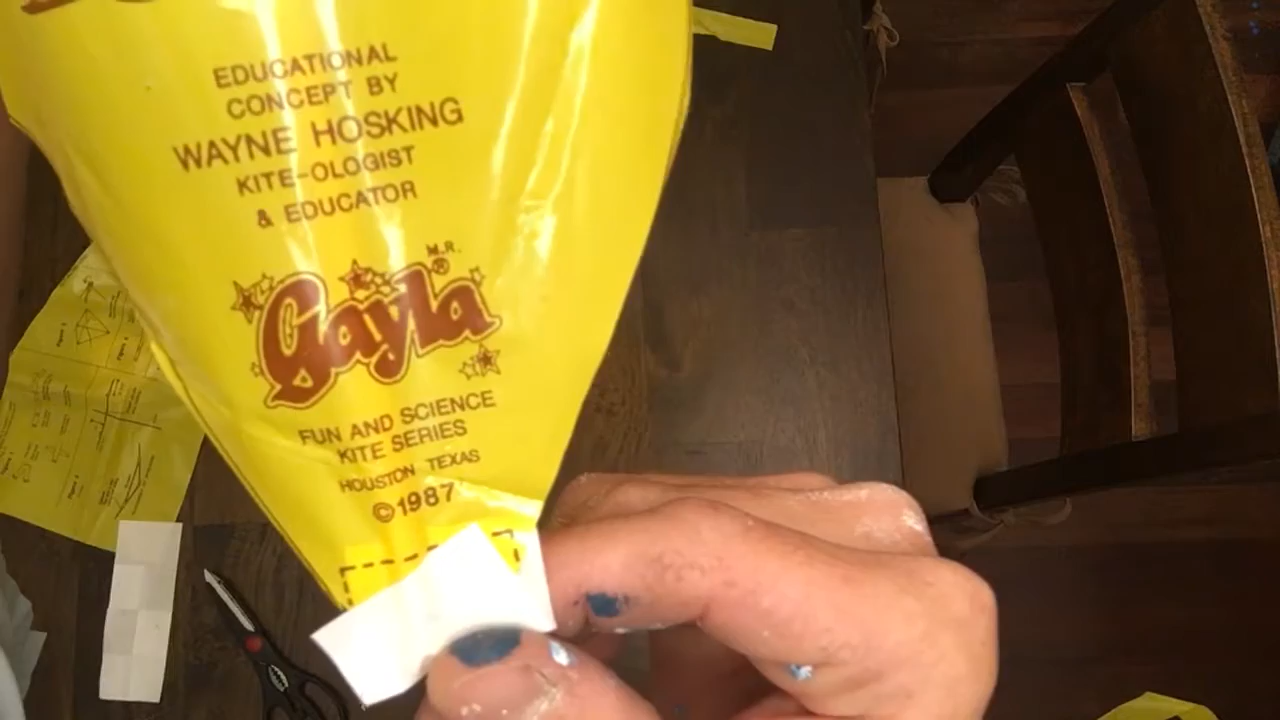 EDUCATIONAL
CONCEPT BY
WAYNE HOSKING
KITE-OLOGIST
& EDUCATOR
M.R.
Gayla®
FUN AND SCIENCE
KITE SERIES
HOUSTON TEXAS
©1987